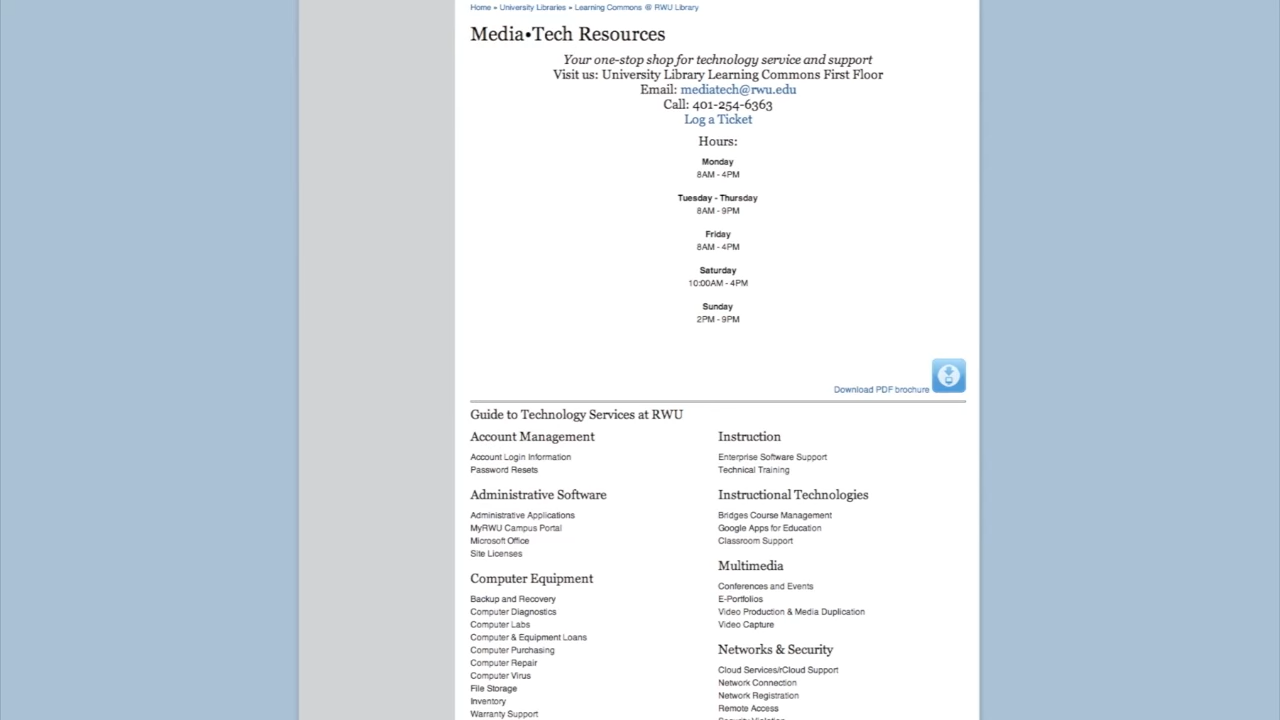 Home » University Libraries » Learning Commons @ RWU Library
Media•Tech Resources
Your one-stop shop for technology service and support
Visit us: University Library Learning Commons First Floor
Email: mediatech@rwu.edu
Call: 401-254-6363
Log a Ticket
Hours:
Monday
8AM - 4PM
Tuesday - Thursday
8AM - 9PM
Friday
8AM - 4PM
Saturday
10:00AM - 4PM
Sunday
2PM - 9PM
Download PDF brochure
Guide to Technology Services at RWU
Account Management
Account Login Information
Password Resets
Administrative Software
Administrative Applications
MyRWU Campus Portal
Microsoft Office
Site Licenses
Computer Equipment
Backup and Recovery
Computer Diagnostics
Computer Labs
Computer & Equipment Loans
Computer Purchasing
Computer Repair
Computer Virus
File Storage
Inventory
Warranty Support
Instruction
Enterprise Software Support
Technical Training
Instructional Technologies
Bridges Course Management
Google Apps for Education
Classroom Support
Multimedia
Conferences and Events
E-Portfolios
Video Production & Media Duplication
Video Capture
Networks & Security
Cloud Services/rCloud Support
Network Connection
Network Registration
Remote Access